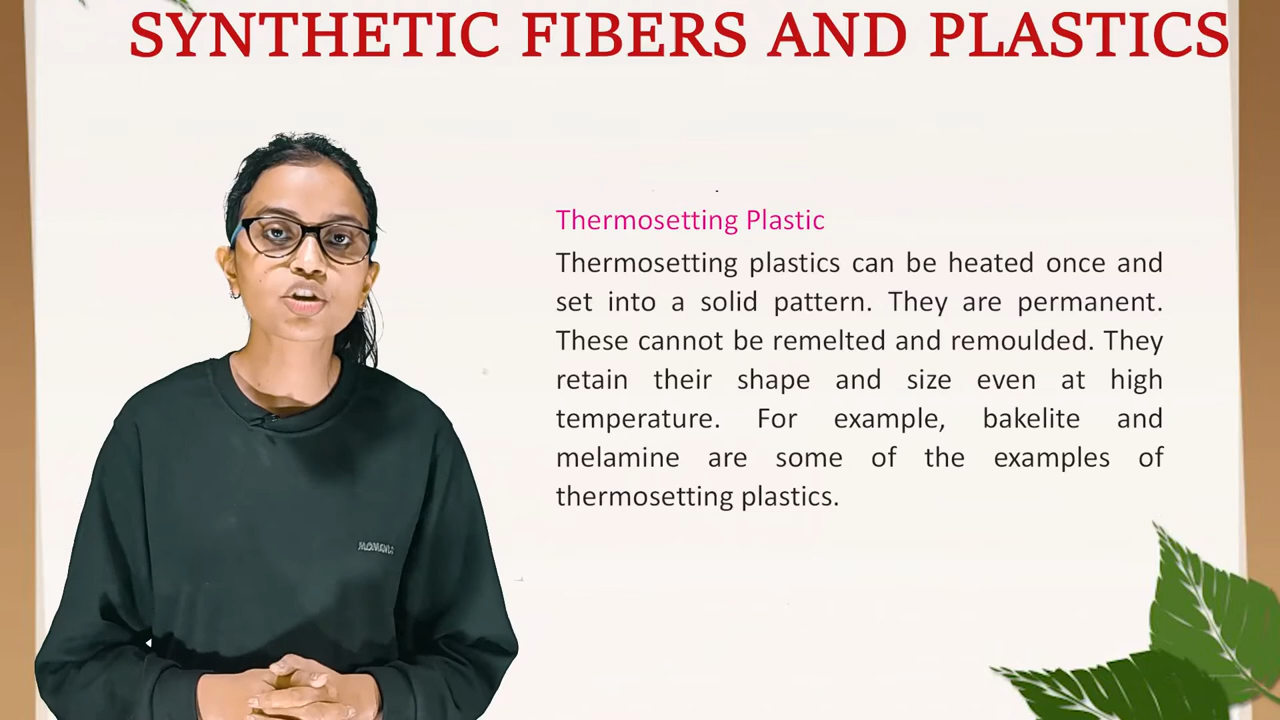 SYNTHETIC FIBERS AND PLASTICS
Thermosetting Plastic
Thermosetting plastics can be heated once and
set into a solid pattern. They are permanent.
These cannot be remelted and remoulded. They
retain their shape and size even at high
temperature. For example, bakelite and
melamine are some of the examples of
thermosetting plastics.